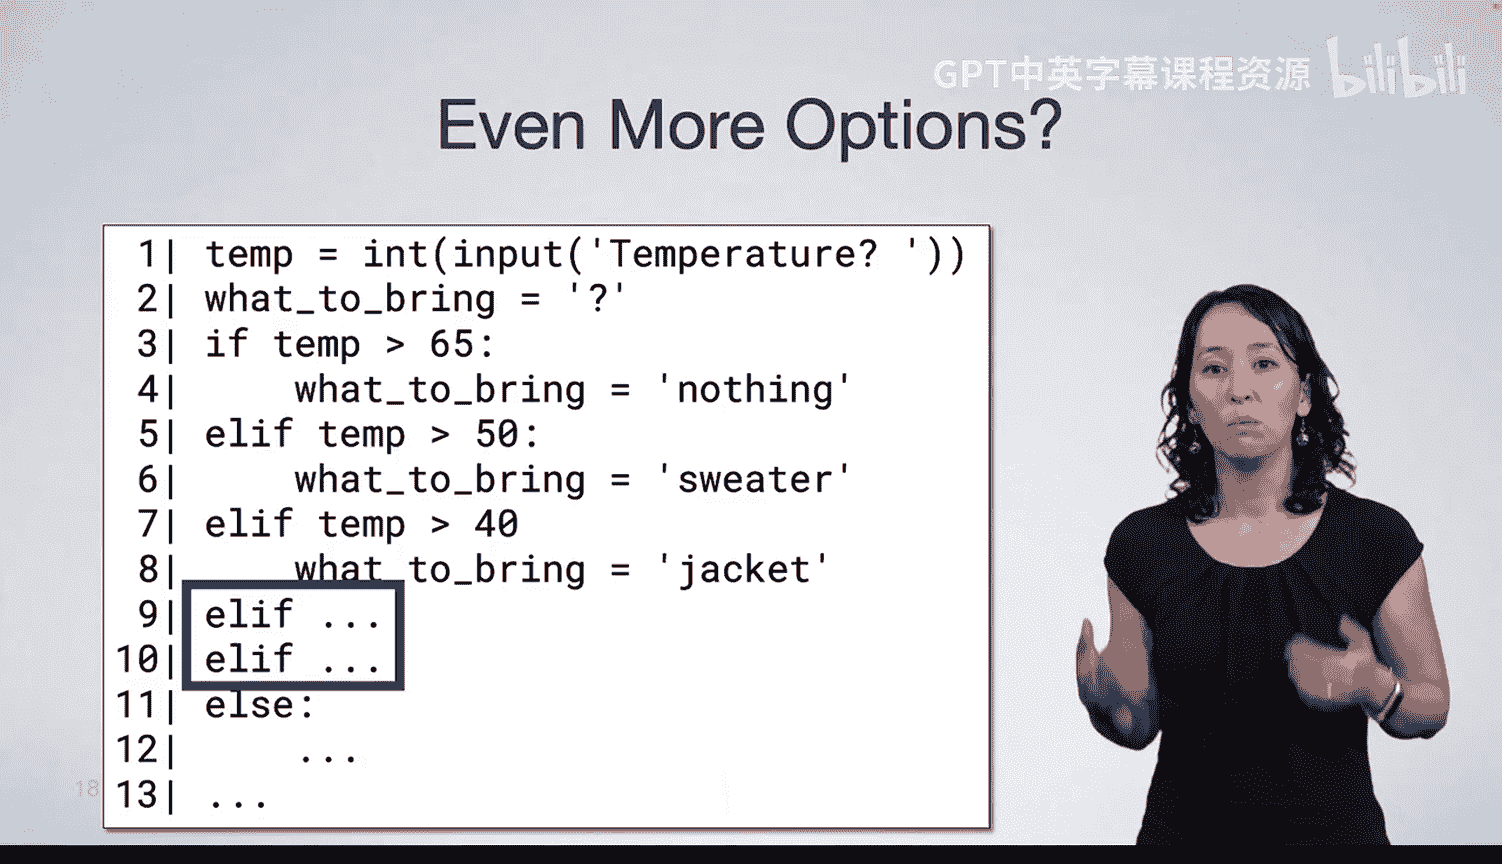 GPT中英字幕课程资源 bilibili
Even More Options?
1| temp = int(input('Temperature? '))
2| what_to_bring = '?'
3| if temp > 65:
4|     what_to_bring = 'nothing'
5| elif temp > 50:
6|     what_to_bring = 'sweater'
7| elif temp > 40
8|     what_to_bring = 'jacket'
9| elif ...
10| elif ...
11| else:
12|     ...
13| ...
18